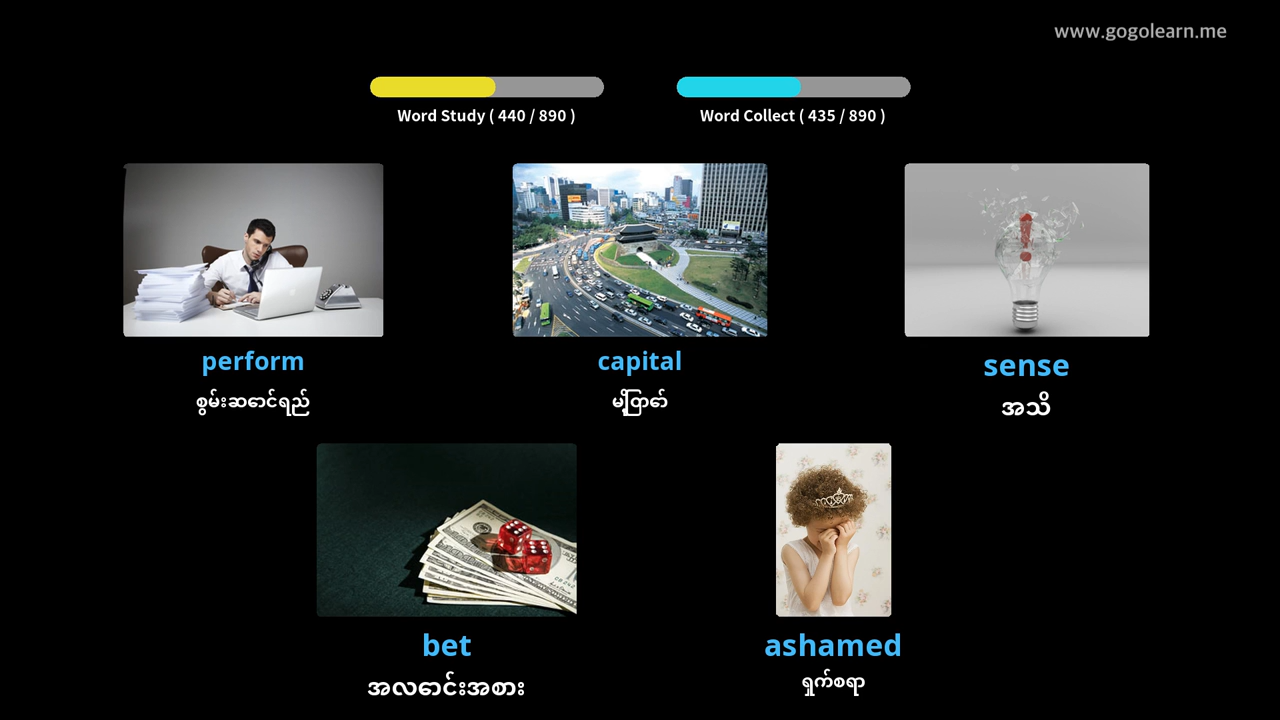 www.gogolearn.me
Word Study ( 440 / 890 )
Word Collect ( 435 / 890 )
perform
စွမ်းဆောင်ရည်
capital
မြို့တော်
sense
အသိ
bet
အလောင်းအစား
ashamed
ရှက်စရာ